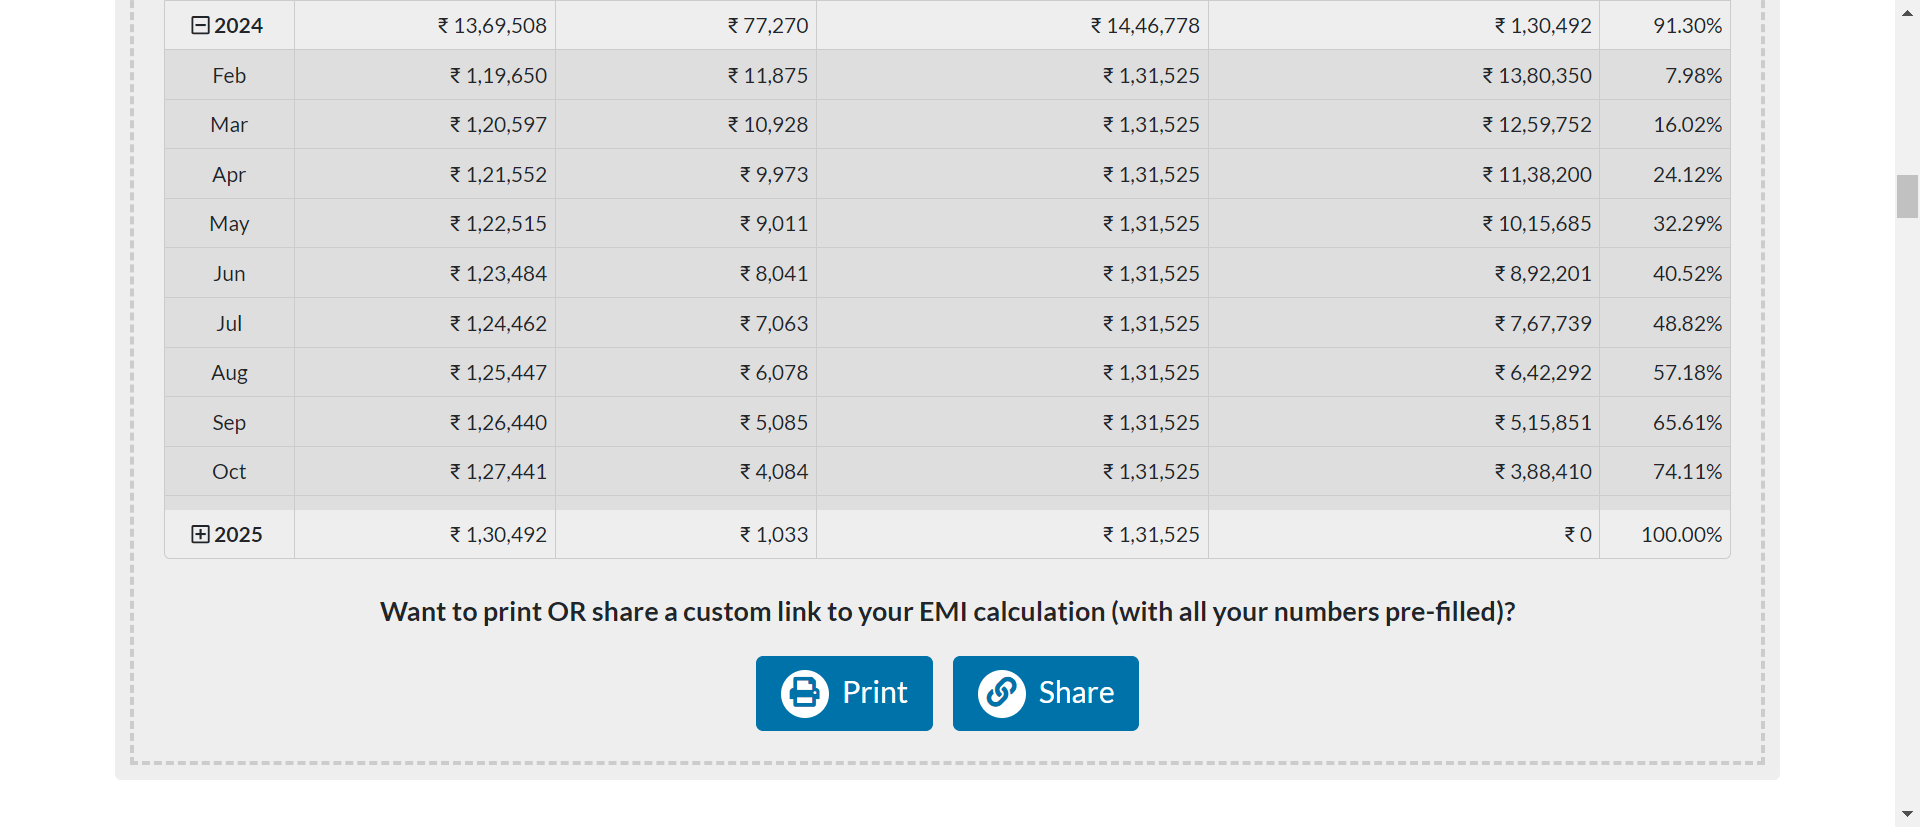 2024 ₹ 13,69,508 ₹ 77,270 ₹ 14,46,778 ₹ 1,30,492 91.30%
Feb ₹ 1,19,650 ₹ 11,875 ₹ 1,31,525 ₹ 13,80,350 7.98%
Mar ₹ 1,20,597 ₹ 10,928 ₹ 1,31,525 ₹ 12,59,752 16.02%
Apr ₹ 1,21,552 ₹ 9,973 ₹ 1,31,525 ₹ 11,38,200 24.12%
May ₹ 1,22,515 ₹ 9,011 ₹ 1,31,525 ₹ 10,15,685 32.29%
Jun ₹ 1,23,484 ₹ 8,041 ₹ 1,31,525 ₹ 8,92,201 40.52%
Jul ₹ 1,24,462 ₹ 7,063 ₹ 1,31,525 ₹ 7,67,739 48.82%
Aug ₹ 1,25,447 ₹ 6,078 ₹ 1,31,525 ₹ 6,42,292 57.18%
Sep ₹ 1,26,440 ₹ 5,085 ₹ 1,31,525 ₹ 5,15,851 65.61%
Oct ₹ 1,27,441 ₹ 4,084 ₹ 1,31,525 ₹ 3,88,410 74.11%
2025 ₹ 1,30,492 ₹ 1,033 ₹ 1,31,525 ₹ 0 100.00%
Want to print OR share a custom link to your EMI calculation (with all your numbers pre-filled)?
Print Share